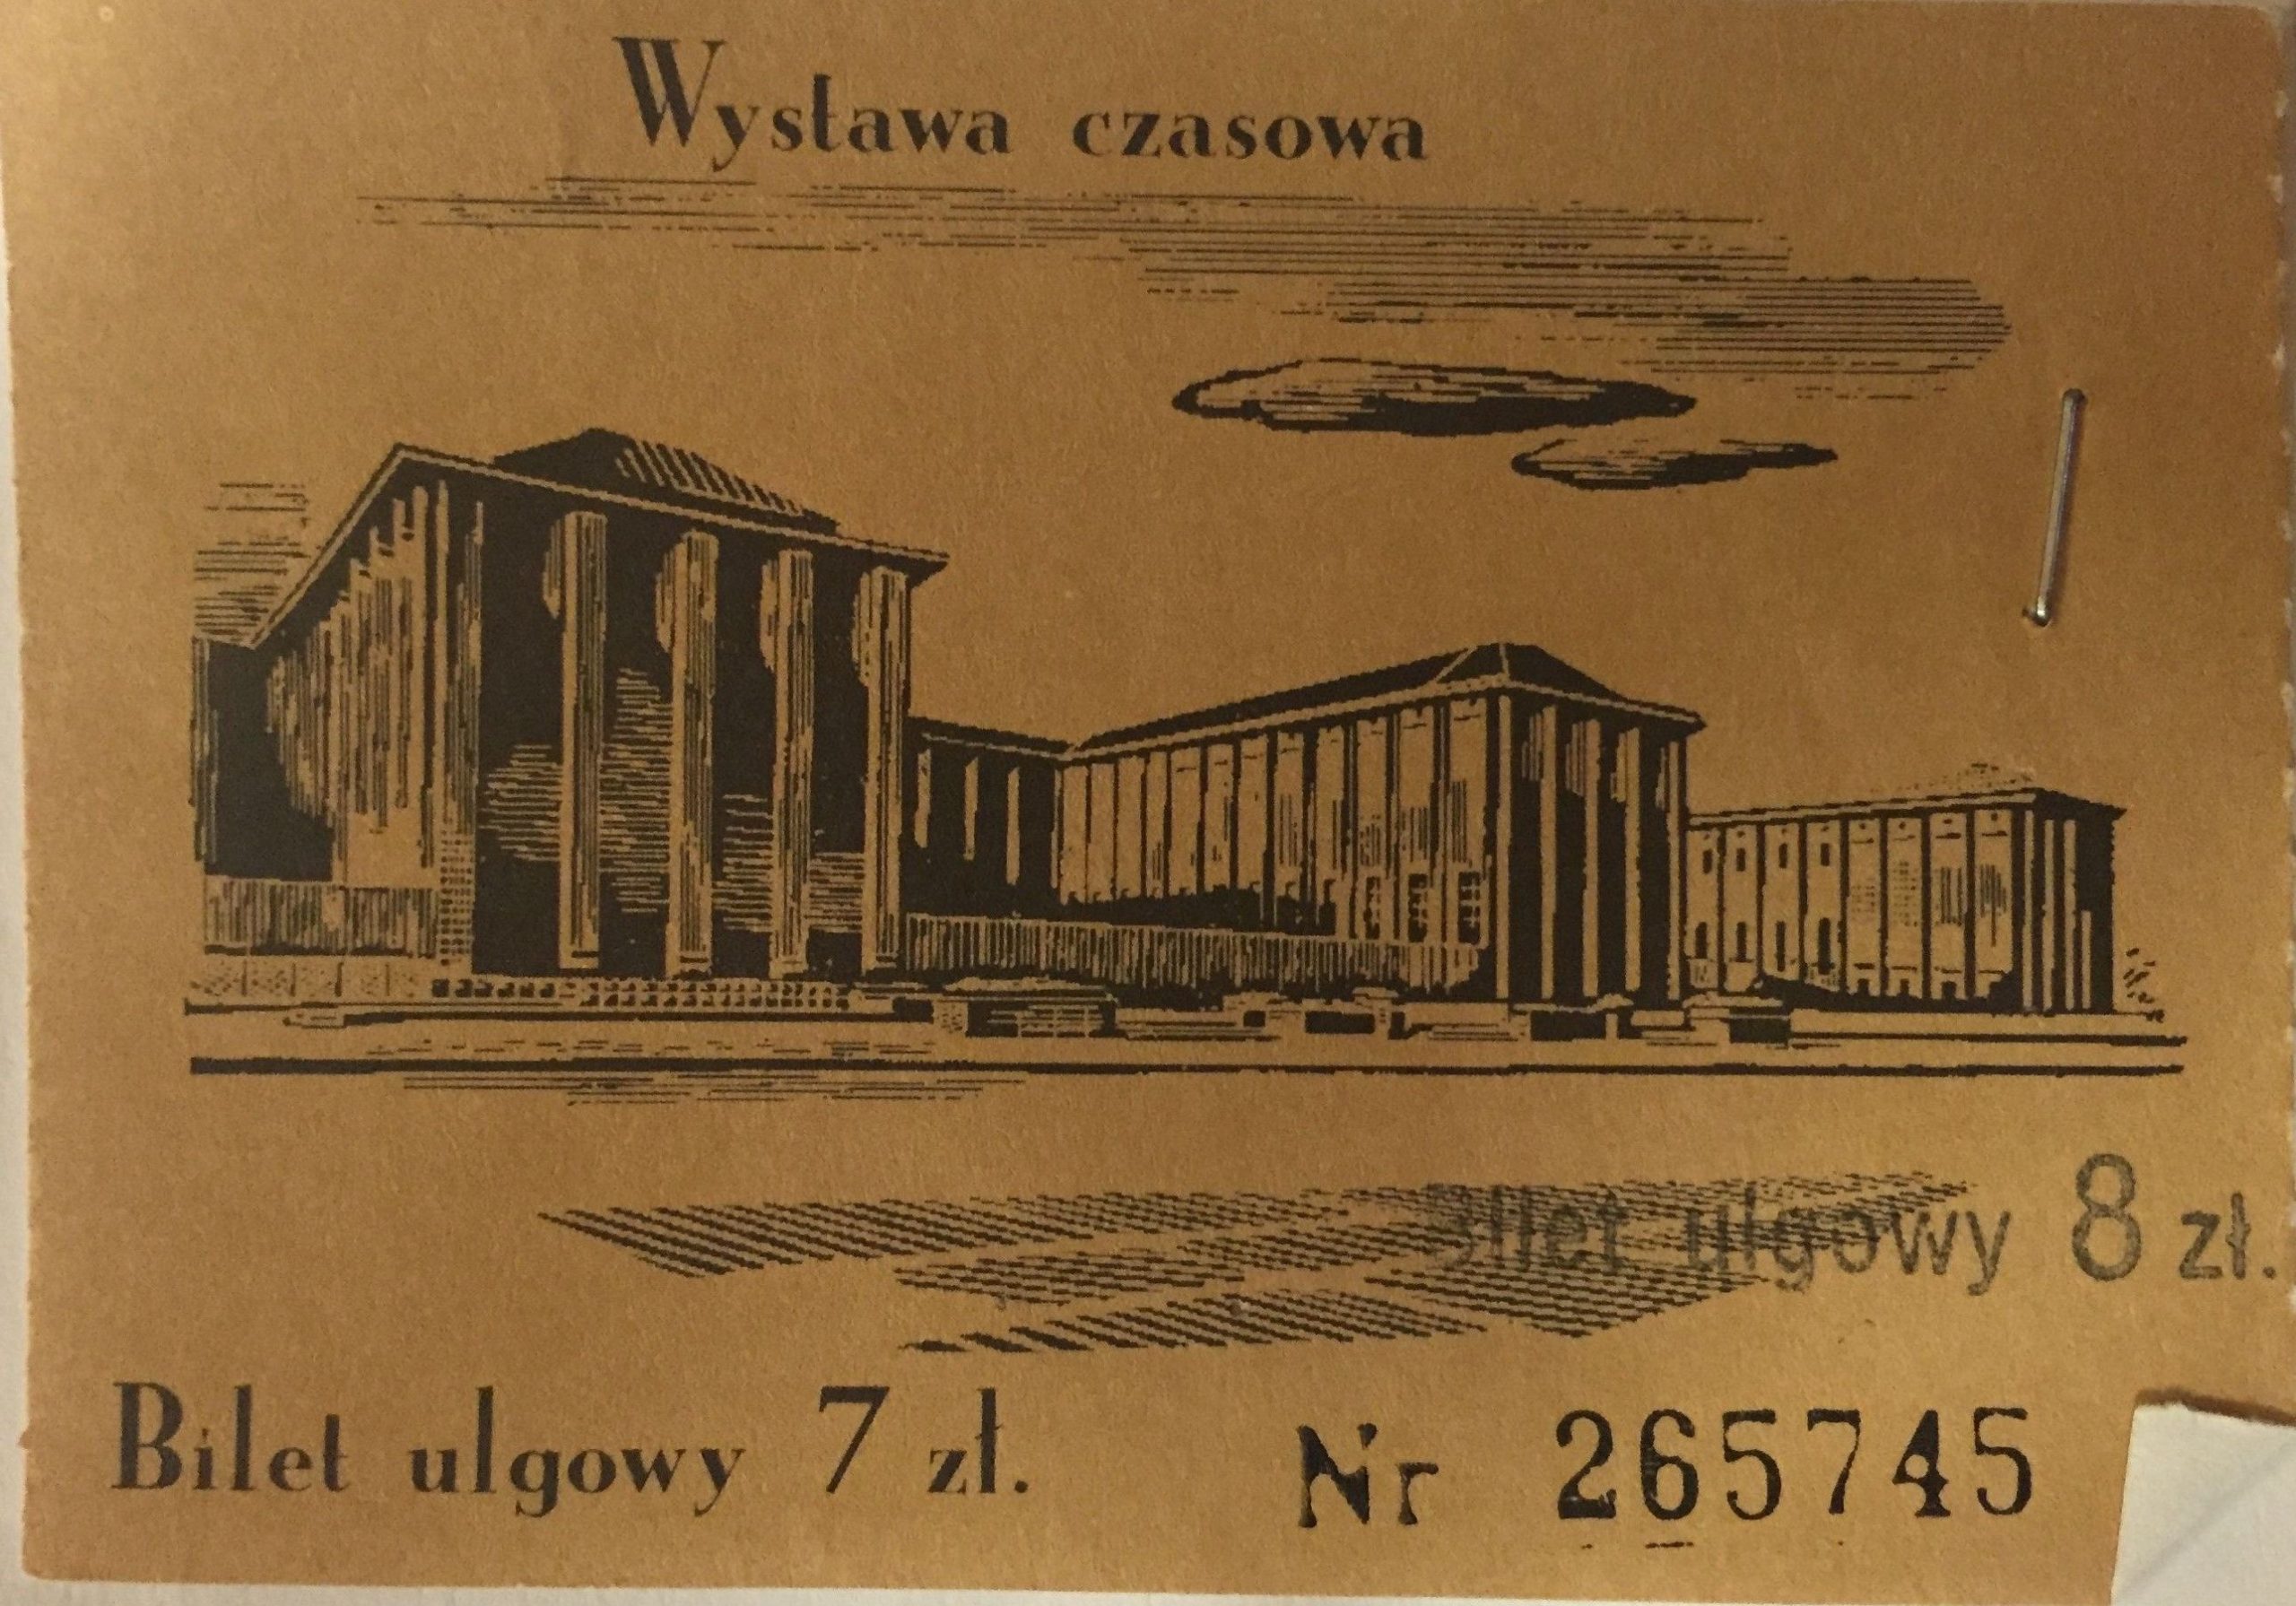 Wystawa czasowa
Bilet ulgowy 8 zł.
Bilet ulgowy 7 zł. Nr 265745